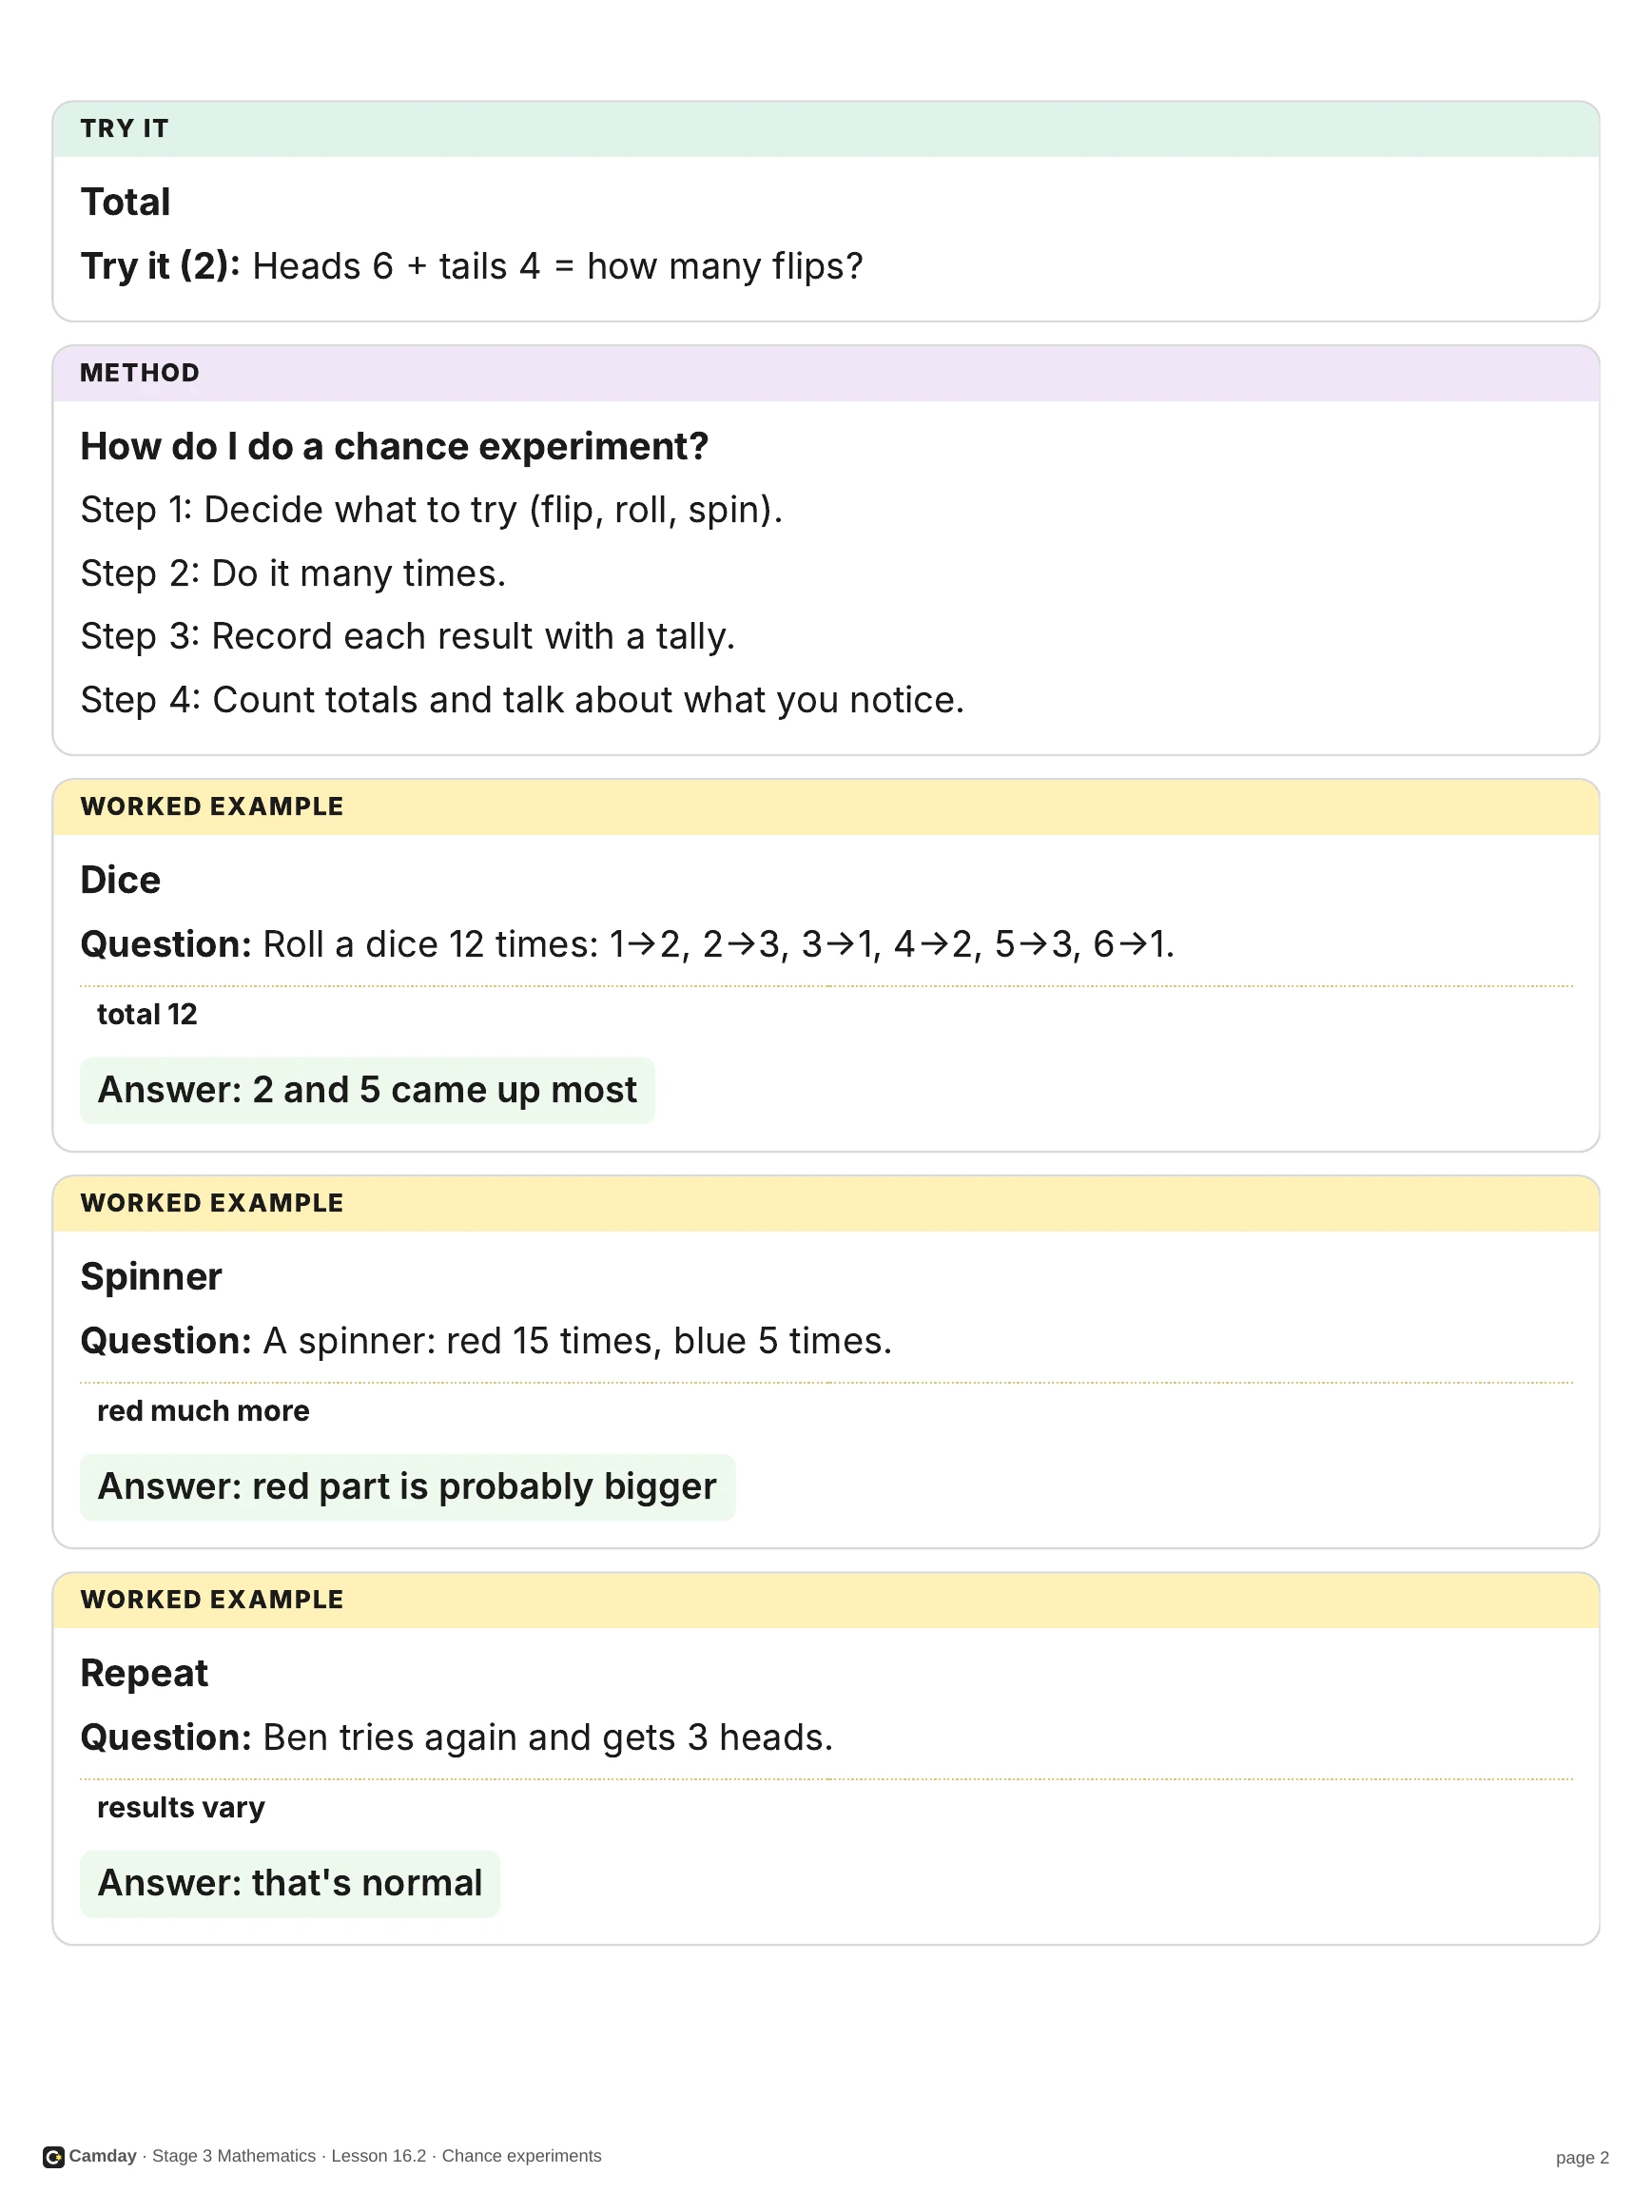 TRY IT
Total
Try it (2): Heads 6 + tails 4 = how many flips?
METHOD
How do I do a chance experiment?
Step 1: Decide what to try (flip, roll, spin).
Step 2: Do it many times.
Step 3: Record each result with a tally.
Step 4: Count totals and talk about what you notice.
WORKED EXAMPLE
Dice
Question: Roll a dice 12 times: 1→2, 2→3, 3→1, 4→2, 5→3, 6→1.
total 12
Answer: 2 and 5 came up most
WORKED EXAMPLE
Spinner
Question: A spinner: red 15 times, blue 5 times.
red much more
Answer: red part is probably bigger
WORKED EXAMPLE
Repeat
Question: Ben tries again and gets 3 heads.
results vary
Answer: that's normal
Camday · Stage 3 Mathematics · Lesson 16.2 · Chance experiments
page 2